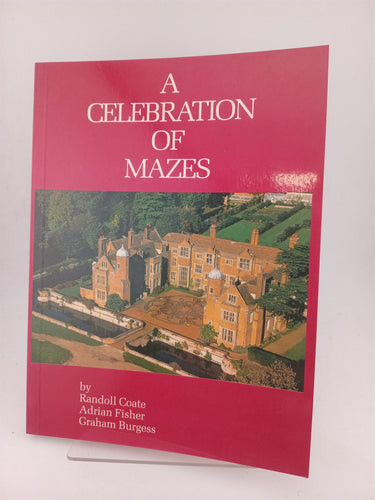 A
CELEBRATION
OF
MAZES
by
Randoll Coate
Adrian Fisher
Graham Burgess